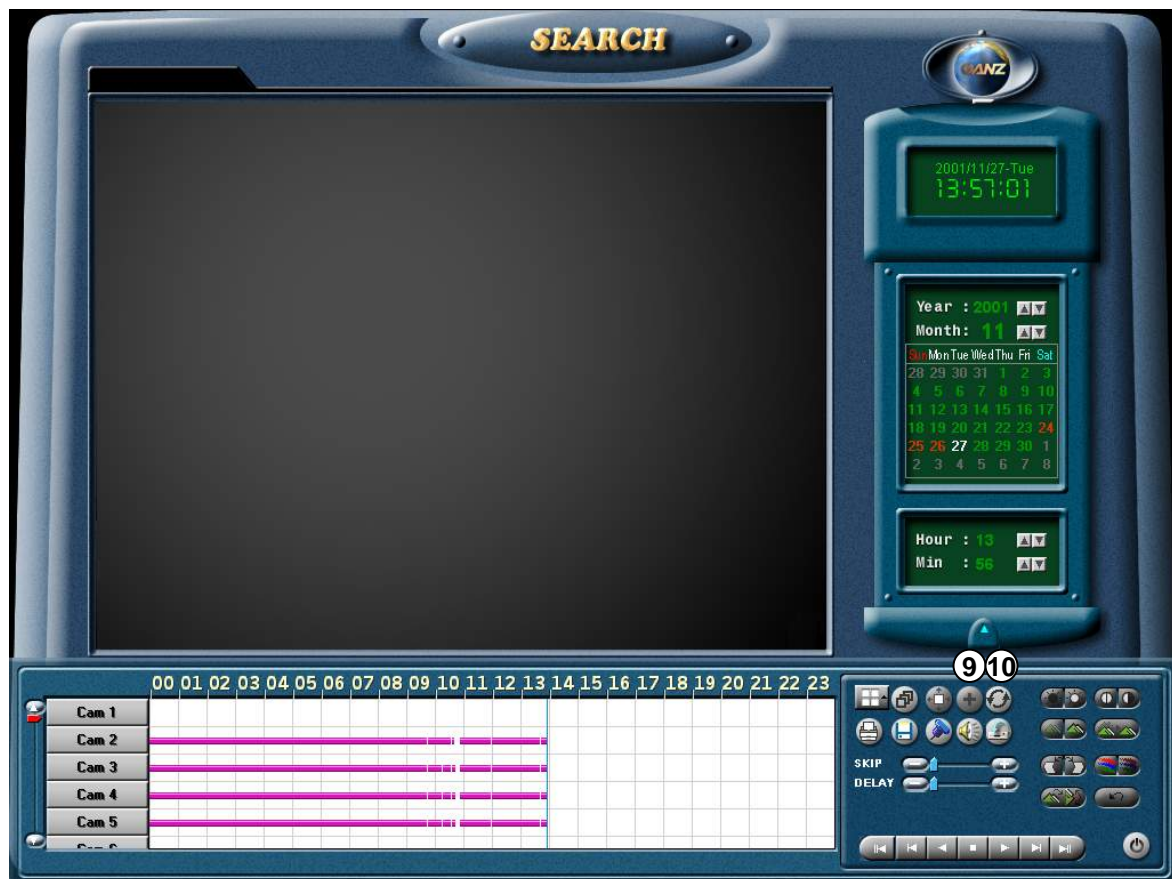 SEARCH
GANZ
2001/11/27-Tue
13:57:01
Year : 2001
Month: 11
Sun Mon Tue Wed Thu Fri Sat
28 29 30 31 1 2 3
4 5 6 7 8 9 10
11 12 13 14 15 16 17
18 19 20 21 22 23 24
25 26 27 28 29 30 1
2 3 4 5 6 7 8
Hour : 13
Min : 56
9 10
00 01 02 03 04 05 06 07 08 09 10 11 12 13 14 15 16 17 18 19 20 21 22 23
Cam 1
Cam 2
Cam 3
Cam 4
Cam 5
SKIP
DELAY